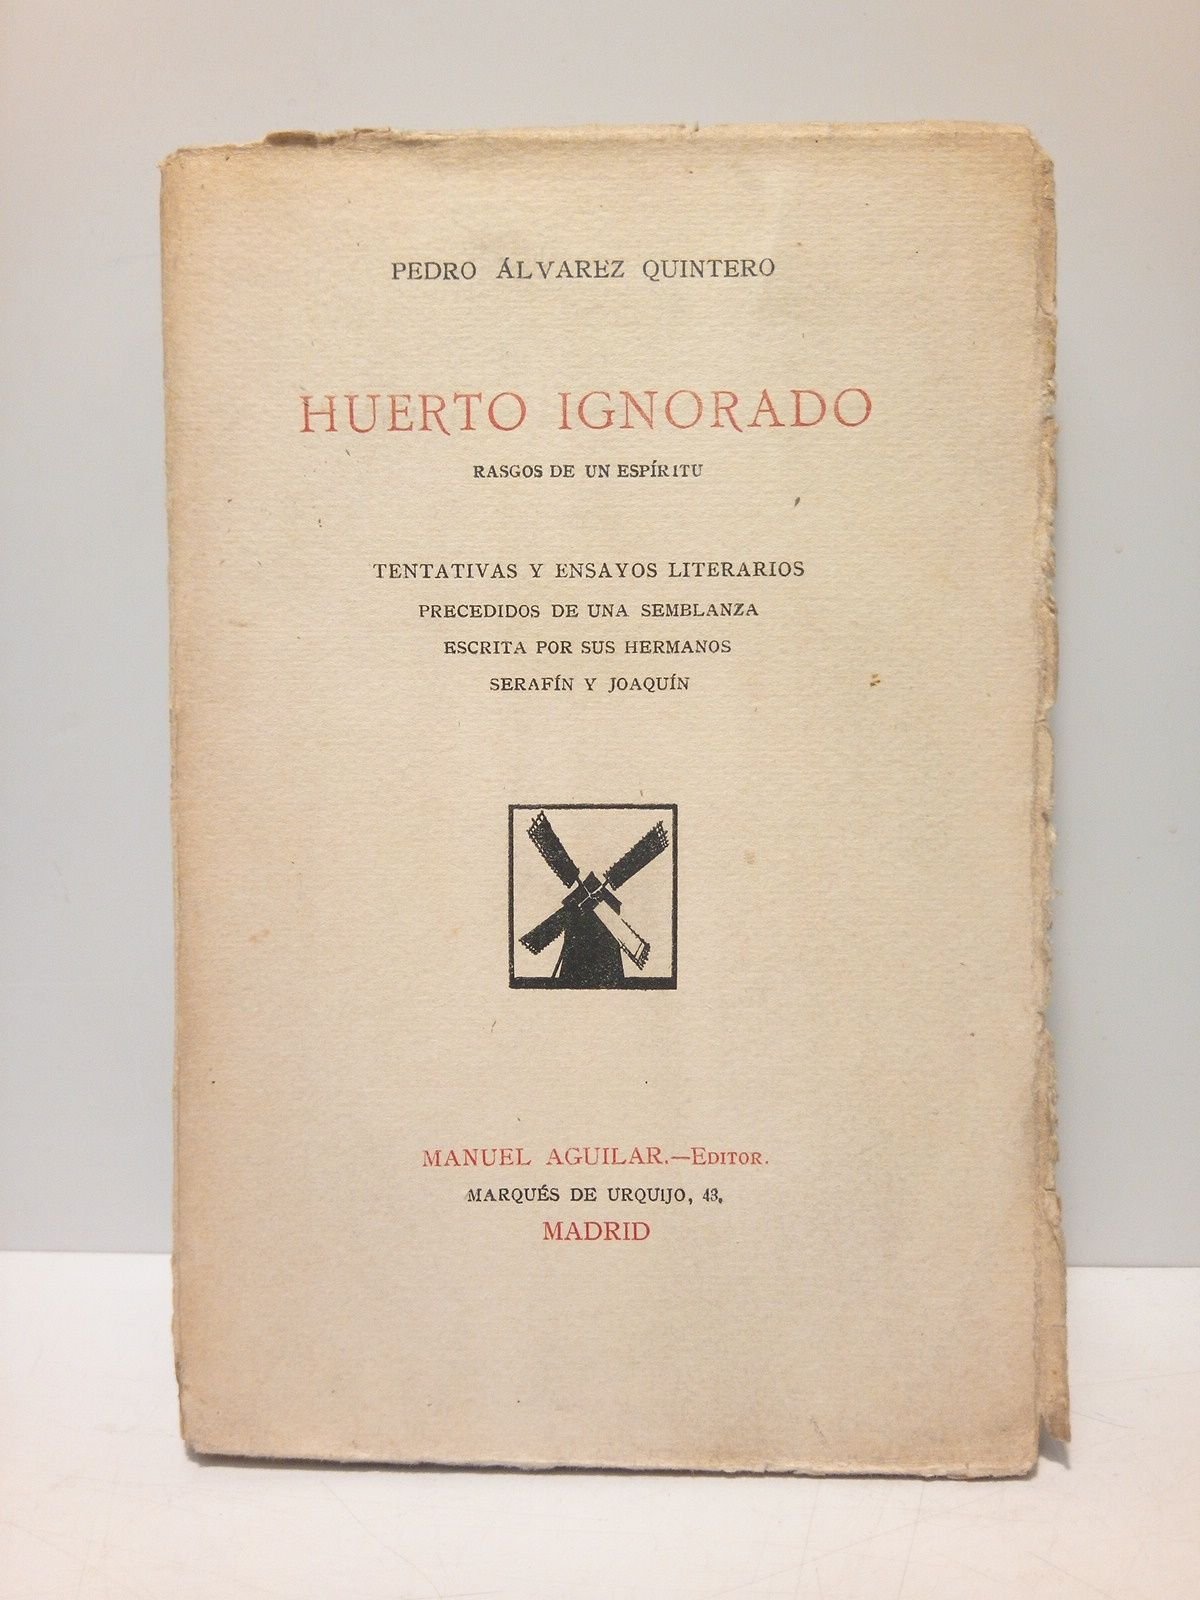 PEDRO ÁLVAREZ QUINTERO
HUERTO IGNORADO
RASGOS DE UN ESPÍRITU
TENTATIVAS Y ENSAYOS LITERARIOS
PRECEDIDOS DE UNA SEMBLANZA
ESCRITA POR SUS HERMANOS
SERAFÍN Y JOAQUÍN
MANUEL AGUILAR.—EDITOR.
MARQUÉS DE URQUIJO, 43.
MADRID